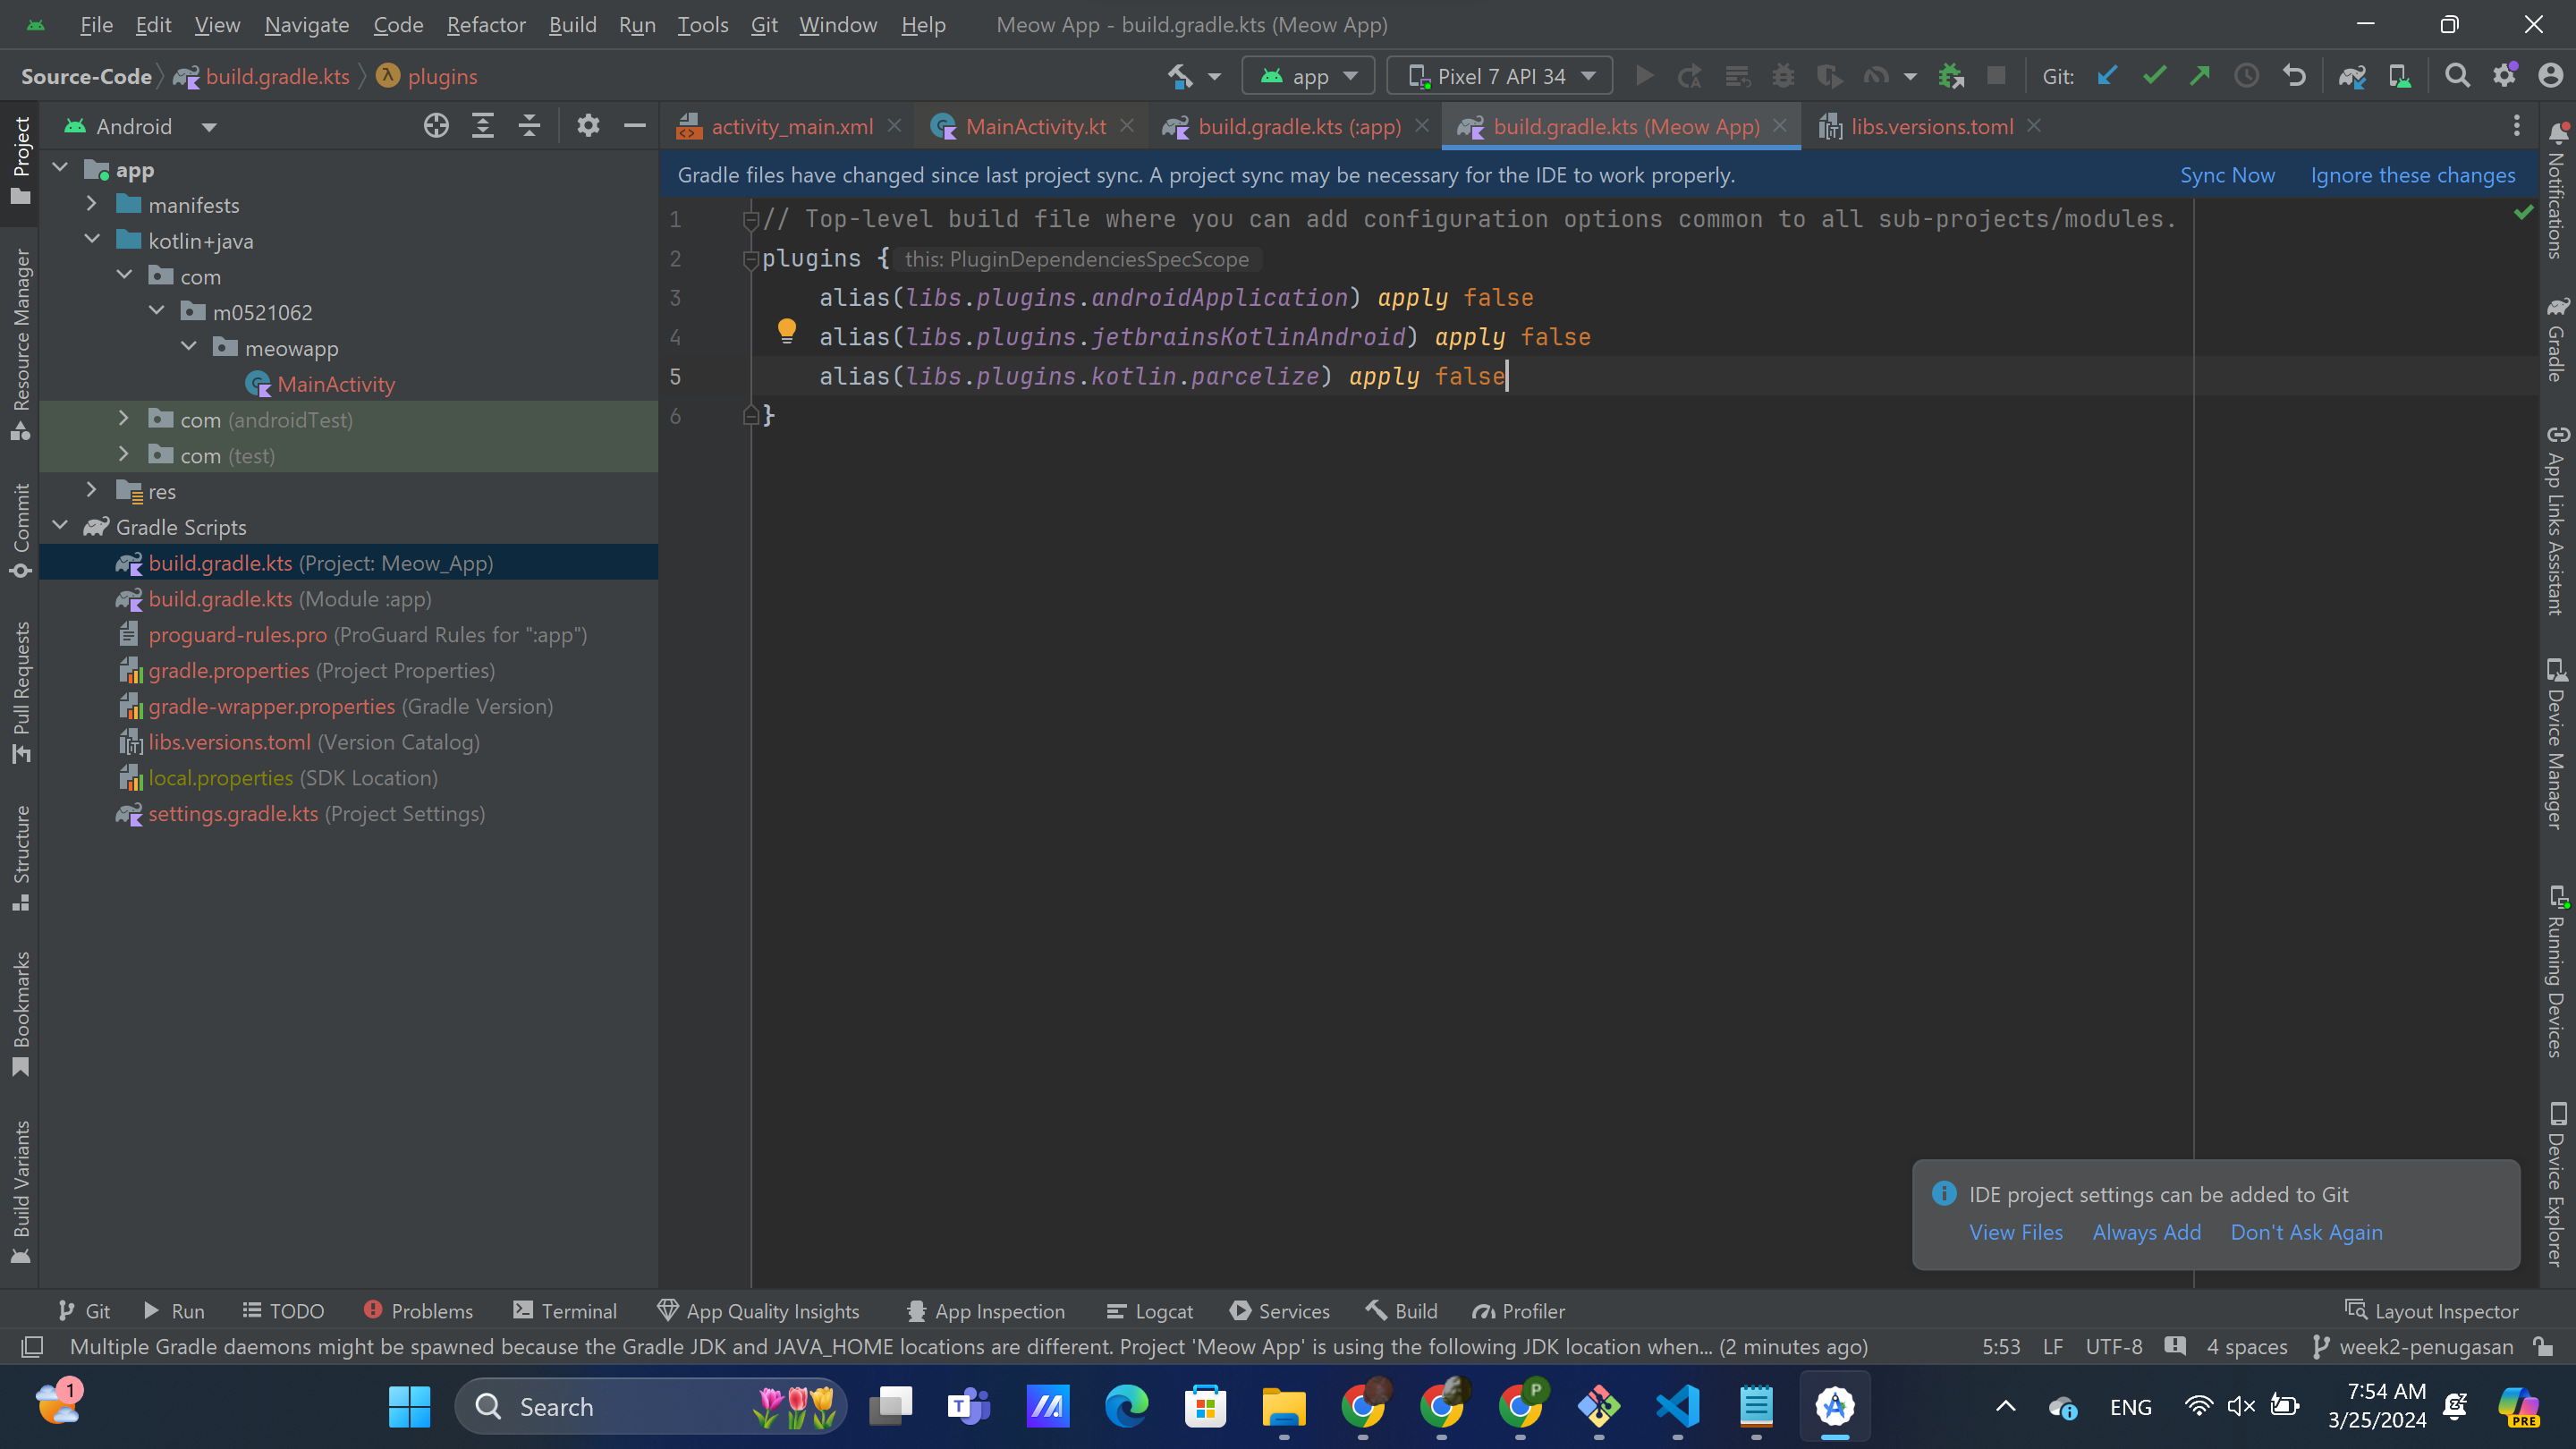 File Edit View Navigate Code Refactor Build Run Tools Git Window Help Meow App - build.gradle.kts (Meow App)
Source-Code build.gradle.kts plugins app Pixel 7 API 34 Git:
Android
activity_main.xml MainActivity.kt build.gradle.kts (:app) build.gradle.kts (Meow App) libs.versions.toml
Gradle files have changed since last project sync. A project sync may be necessary for the IDE to work properly. Sync Now Ignore these changes
app
manifests
kotlin+java
com
m0521062
meowapp
MainActivity
com (androidTest)
com (test)
res
Gradle Scripts
build.gradle.kts (Project: Meow_App)
build.gradle.kts (Module :app)
proguard-rules.pro (ProGuard Rules for ":app")
gradle.properties (Project Properties)
gradle-wrapper.properties (Gradle Version)
libs.versions.toml (Version Catalog)
local.properties (SDK Location)
settings.gradle.kts (Project Settings)
1 // Top-level build file where you can add configuration options common to all sub-projects/modules.
2 plugins { this: PluginDependenciesSpecScope
3 alias(libs.plugins.androidApplication) apply false
4 alias(libs.plugins.jetbrainsKotlinAndroid) apply false
5 alias(libs.plugins.kotlin.parcelize) apply false
6 }
Project
Resource Manager
Commit
Pull Requests
Structure
Bookmarks
Build Variants
Notifications
Gradle
App Links Assistant
Device Manager
Running Devices
Device Explorer
IDE project settings can be added to Git
View Files Always Add Don't Ask Again
Git Run TODO Problems Terminal App Quality Insights App Inspection Logcat Services Build Profiler Layout Inspector
Multiple Gradle daemons might be spawned because the Gradle JDK and JAVA_HOME locations are different. Project 'Meow App' is using the following JDK location when... (2 minutes ago) 5:53 LF UTF-8 4 spaces week2-penugasan
1 Search T P ENG 7:54 AM PRE
3/25/2024